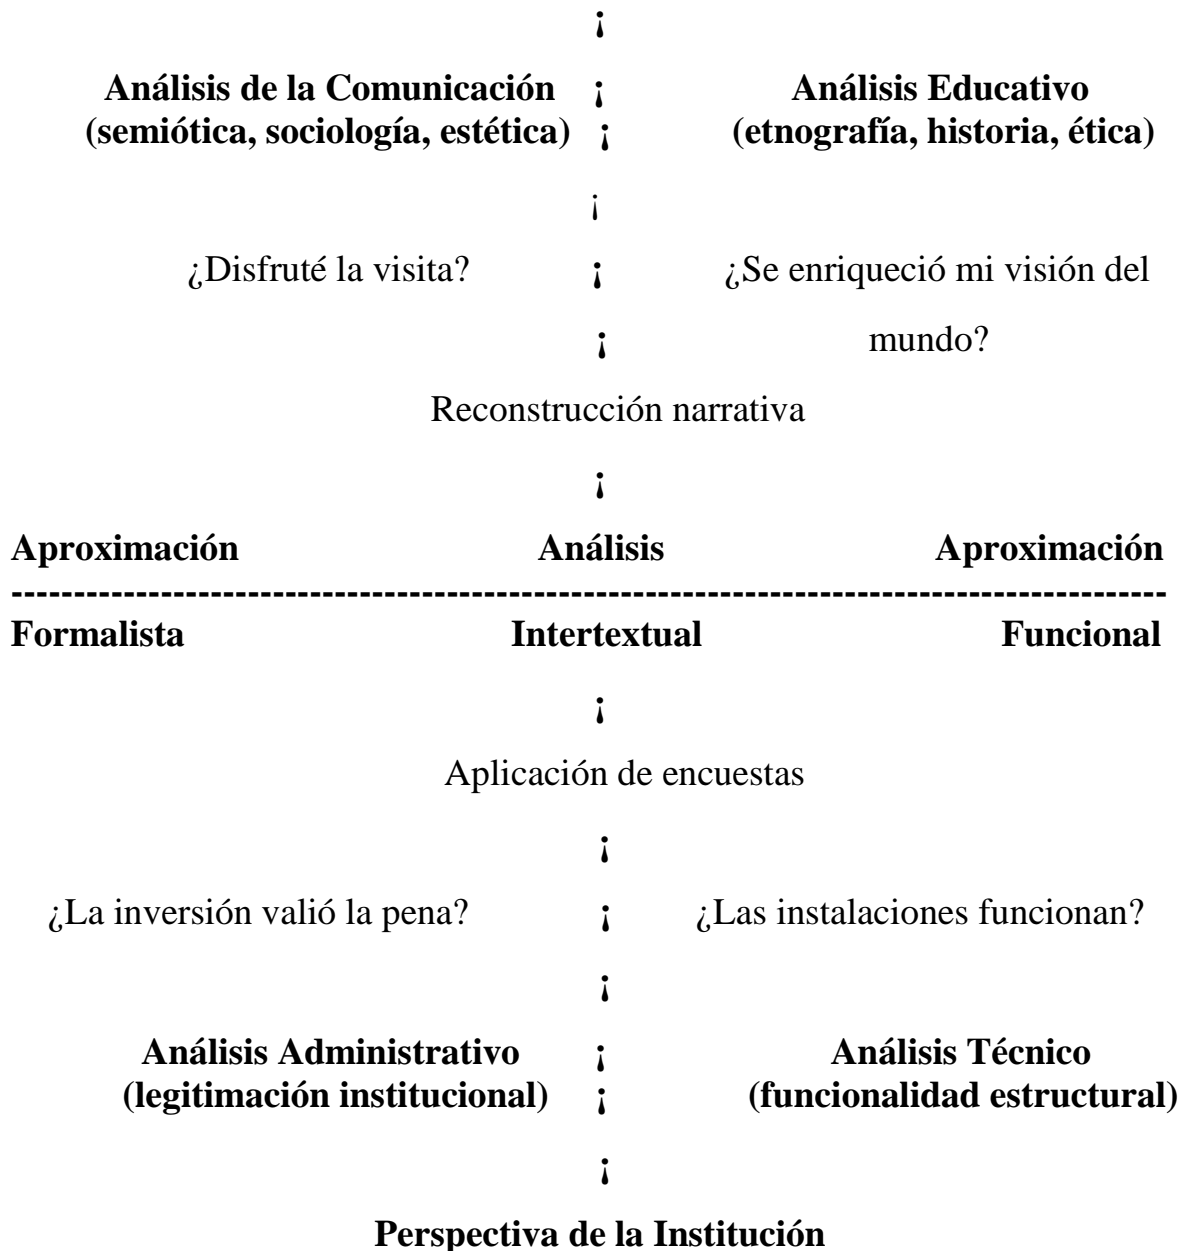 ¡
Análisis de la Comunicación ¡ Análisis Educativo
(semiótica, sociología, estética) ¡ (etnografía, historia, ética)
¡
¿Disfruté la visita? ¡ ¿Se enriqueció mi visión del
¡ mundo?
Reconstrucción narrativa
¡
Aproximación Análisis Aproximación
--------------------------------------------------------------------------------------------
Formalista Intertextual Funcional
¡
Aplicación de encuestas
¡
¿La inversión valió la pena? ¡ ¿Las instalaciones funcionan?
¡
Análisis Administrativo ¡ Análisis Técnico
(legitimación institucional) ¡ (funcionalidad estructural)
¡
Perspectiva de la Institución